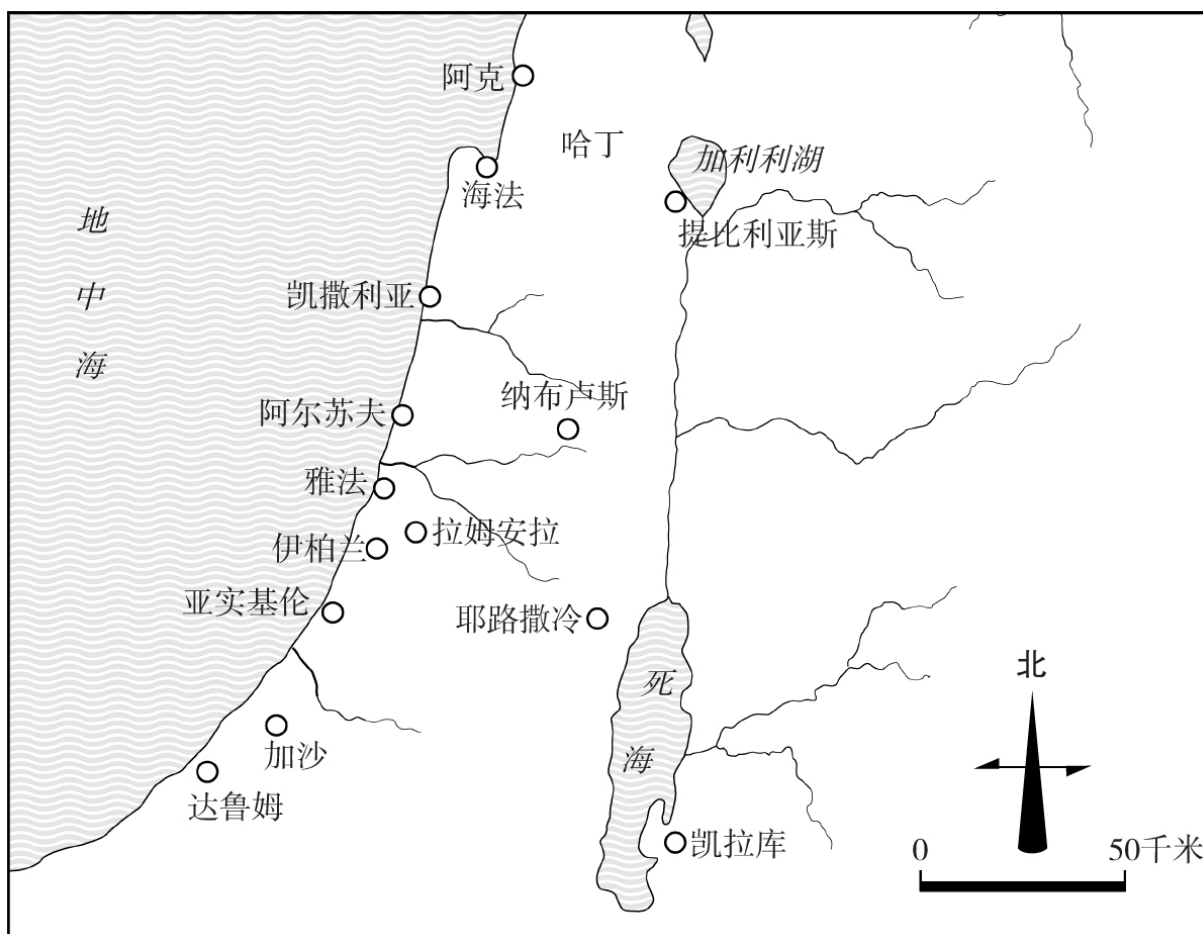 阿克
哈丁
加利利湖
海法
提比利亚斯
地中海
凯撒利亚
纳布卢斯
阿尔苏夫
雅法
拉姆安拉
伊柏兰
亚实基伦
耶路撒冷
死海
北
加沙
达鲁姆
凯拉库
0 50千米